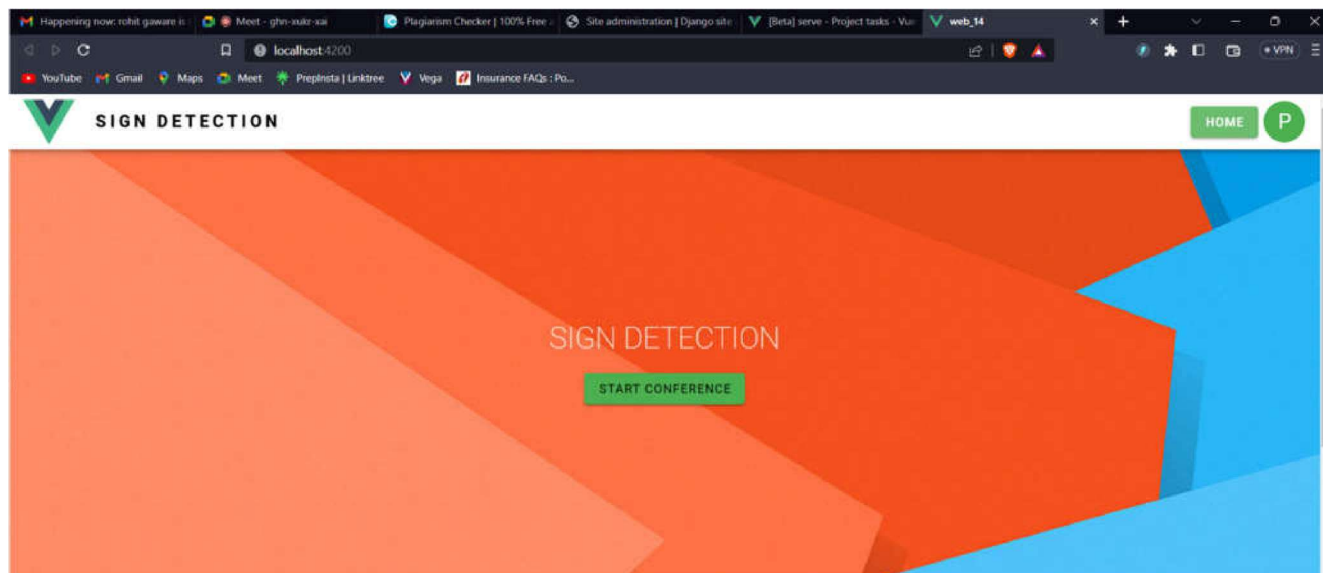 Happening now: rohit gaware is
Meet - ghn-xukr-xai
Plagiarism Checker | 100% Free
Site administration | Django site
[Beta] serve - Project tasks - Vue
web_14
localhost:4200
VPN
YouTube
Gmail
Maps
Meet
PrepInsta | Linktree
Vega
Insurance FAQs : Po...
SIGN DETECTION
HOME
P
SIGN DETECTION
START CONFERENCE